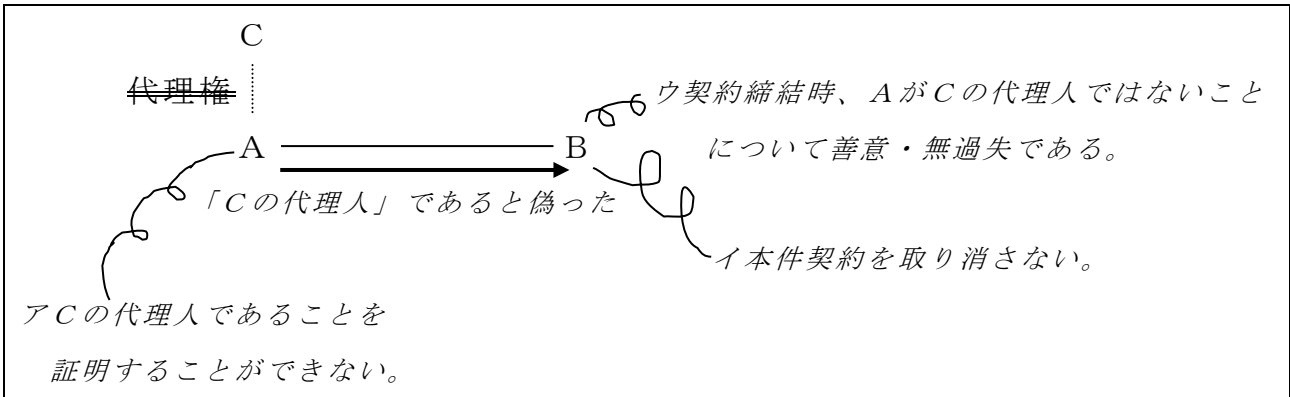 C
代理権
ウ契約締結時、AがCの代理人ではないこと
A
B
について善意・無過失である。
「Cの代理人」であると偽った
イ本件契約を取り消さない。
アCの代理人であることを
証明することができない。